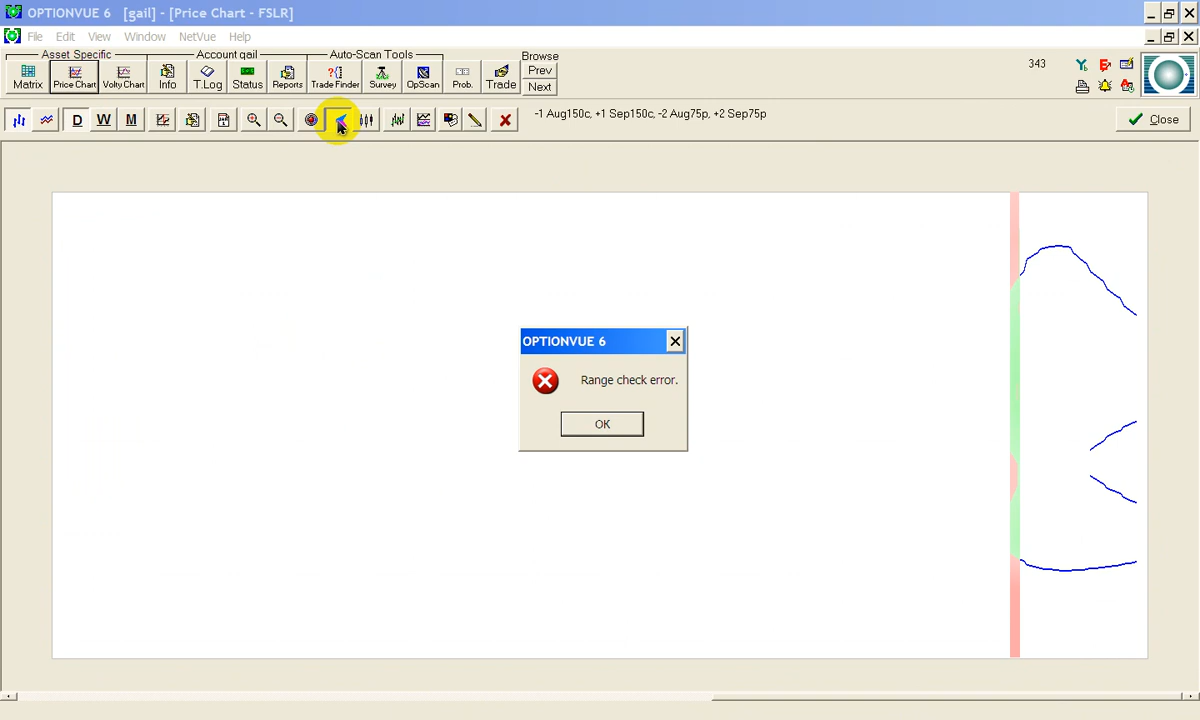 OPTIONVUE 6 [gail] - [Price Chart - FSLR]
File Edit View Window NetVue Help
Asset Specific Account gail Auto-Scan Tools Browse
Matrix Price Chart Volty Chart Info T.Log Status Reports Trade Finder Survey OpScan Prob. Trade Prev
Next
343
D W M
-1 Aug150c, +1 Sep150c, -2 Aug75p, +2 Sep75p
Close
OPTIONVUE 6
Range check error.
OK